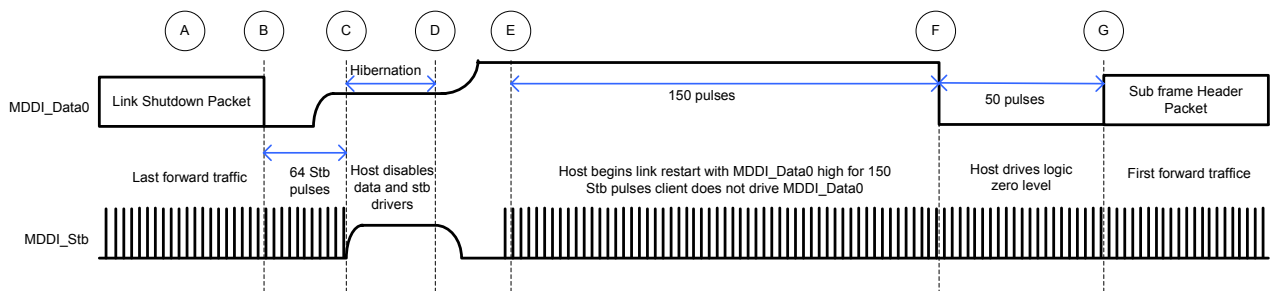 A
B
C
D
E
F
G
MDDI_Data0
Link Shutdown Packet
Hibernation
150 pulses
50 pulses
Sub frame Header
Packet
Last forward traffic
64 Stb
pulses
Host disables
data and stb
drivers
Host begins link restart with MDDI_Data0 high for 150
Stb pulses client does not drive MDDI_Data0
Host drives logic
zero level
First forward traffice
MDDI_Stb